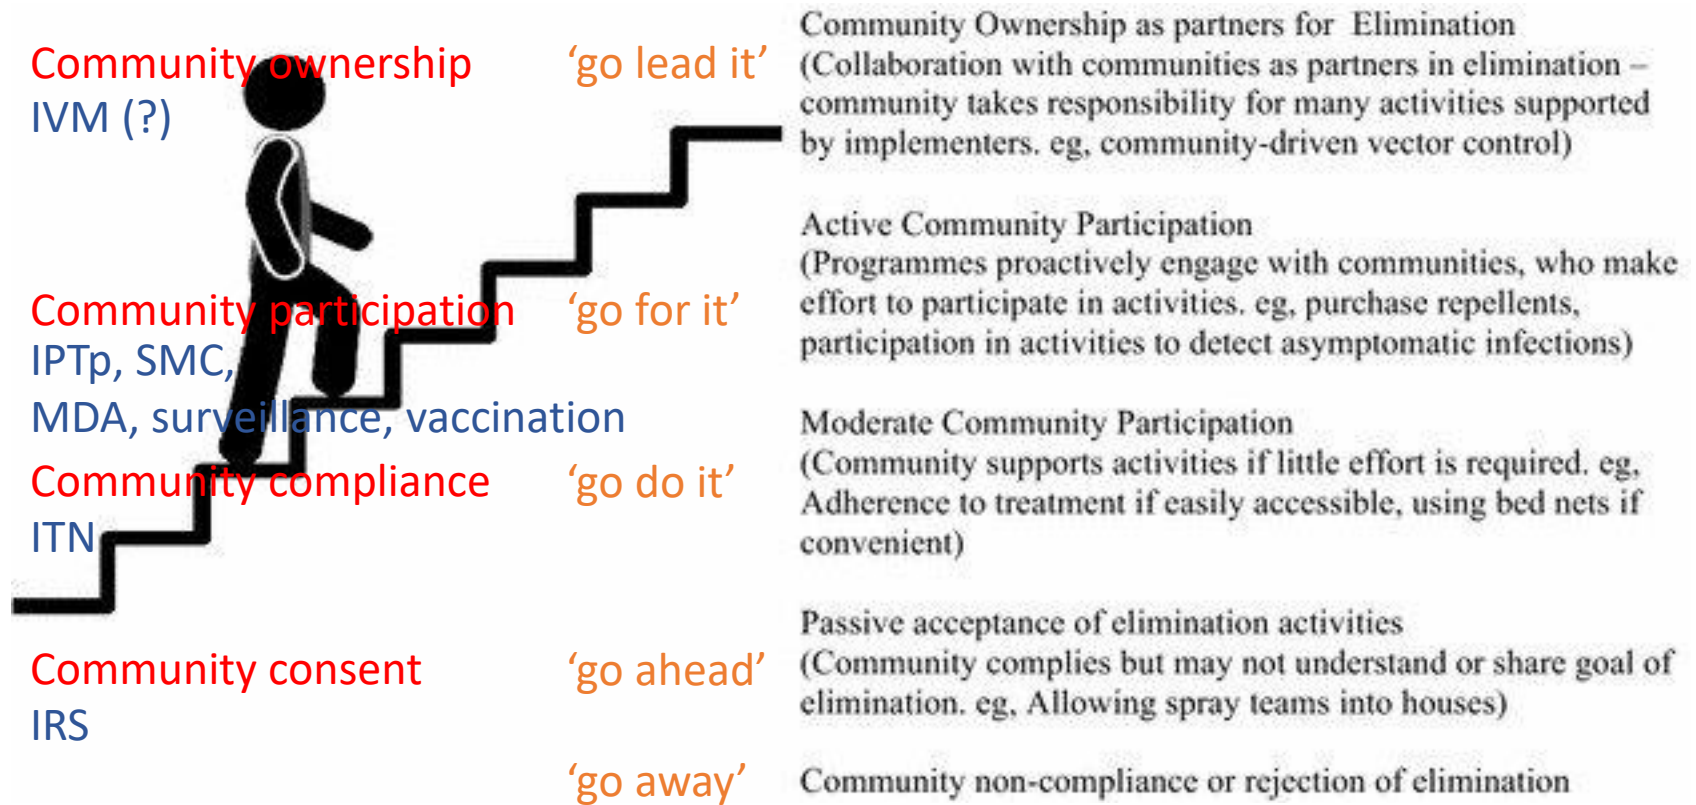 Community ownership
IVM (?)
‘go lead it’
Community Ownership as partners for Elimination
(Collaboration with communities as partners in elimination –
community takes responsibility for many activities supported
by implementers. eg, community-driven vector control)
Community participation
IPTp, SMC,
MDA, surveillance, vaccination
‘go for it’
Active Community Participation
(Programmes proactively engage with communities, who make
effort to participate in activities. eg, purchase repellents,
participation in activities to detect asymptomatic infections)
Community compliance
ITN
‘go do it’
Moderate Community Participation
(Community supports activities if little effort is required. eg,
Adherence to treatment if easily accessible, using bed nets if
convenient)
Community consent
IRS
‘go ahead’
Passive acceptance of elimination activities
(Community complies but may not understand or share goal of
elimination. eg, Allowing spray teams into houses)
‘go away’
Community non-compliance or rejection of elimination